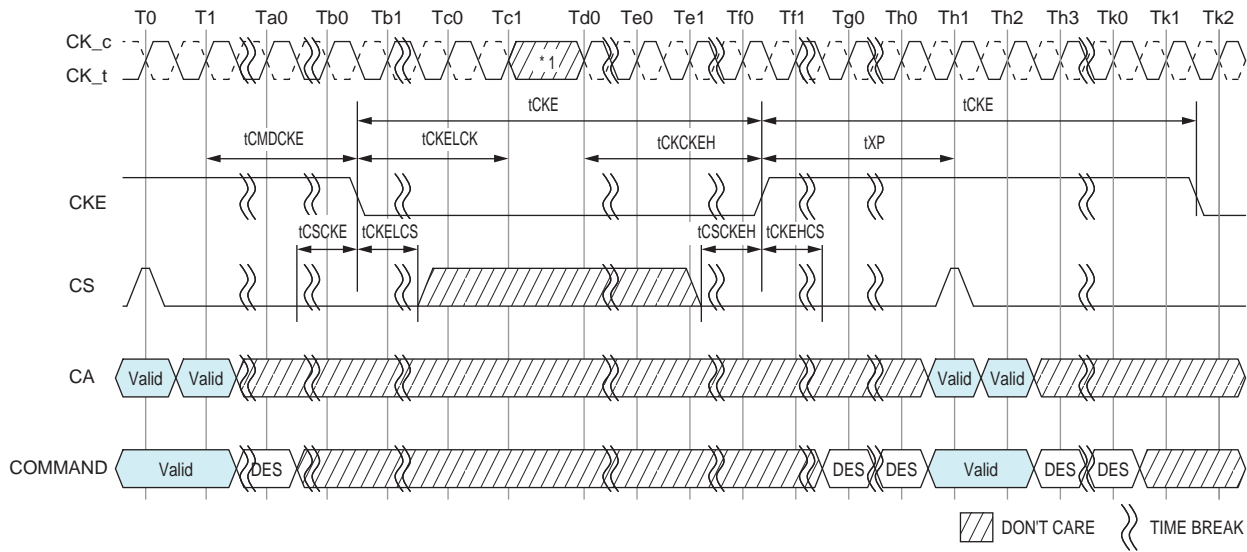 T0 T1 Ta0 Tb0 Tb1 Tc0 Tc1 Td0 Te0 Te1 Tf0 Tf1 Tg0 Th0 Th1 Th2 Th3 Tk0 Tk1 Tk2
CK_c
CK_t
* 1
tCKE tCKE
tCMDCKE tCKELCK tCKCKEH tXP
CKE
tCSCKE tCKELCS tCSCKEH tCKEHCS
CS
CA Valid Valid Valid Valid
COMMAND Valid DES DES DES Valid DES DES
DON'T CARE TIME BREAK